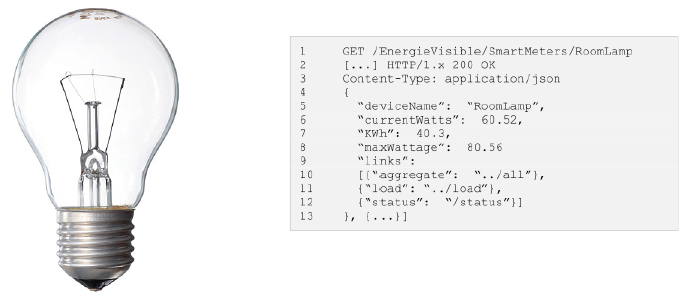 1 GET /EnergieVisible/SmartMeters/RoomLamp
2 [...] HTTP/1.x 200 OK
3 Content-Type: application/json
4 {
5 “deviceName”: “RoomLamp”,
6 “currentWatts”: 60.52,
7 “KWh”: 40.3,
8 “maxWattage”: 80.56
9 “links”:
10 [{“aggregate”: “../all”},
11 {“load”: “../load”},
12 {“status”: “/status”}]
13 }, {...}]